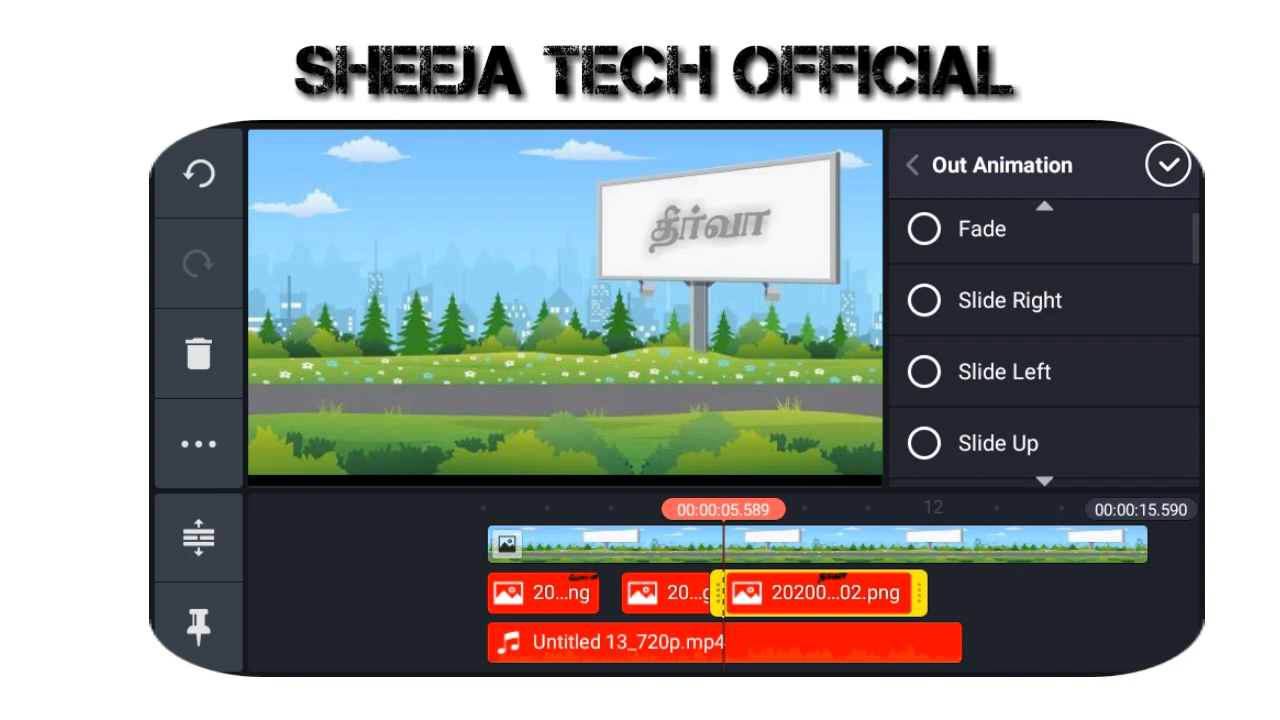 SHEEJA TECH OFFICIAL
Out Animation
Fade
திர்வா
Slide Right
Slide Left
Slide Up
00:00:05.589
12
00:00:15.590
20...ng
20...g
20200...02.png
Untitled 13_720p.mp4